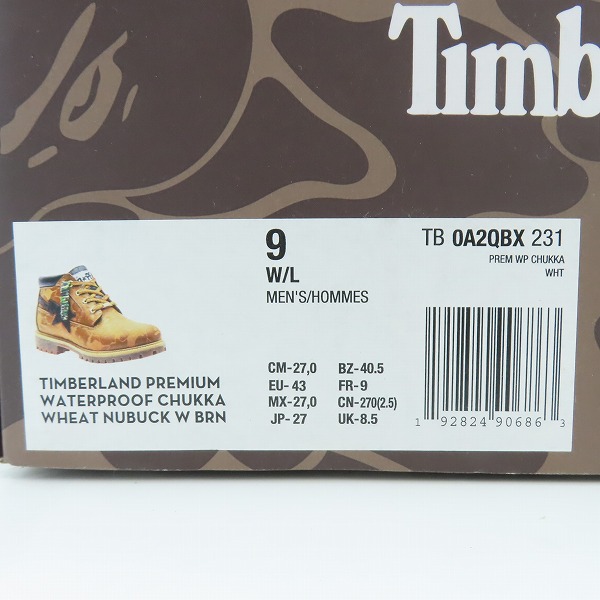 Timb
9
W/L
MEN'S/HOMMES
TB 0A2QBX 231
PREM WP CHUKKA
WHT
TIMBERLAND PREMIUM
WATERPROOF CHUKKA
WHEAT NUBUCK W BRN
CM-27,0 BZ-40.5
EU- 43 FR-9
MX-27,0 CN-270(2.5)
JP-27 UK-8.5
1 92824 90686 3